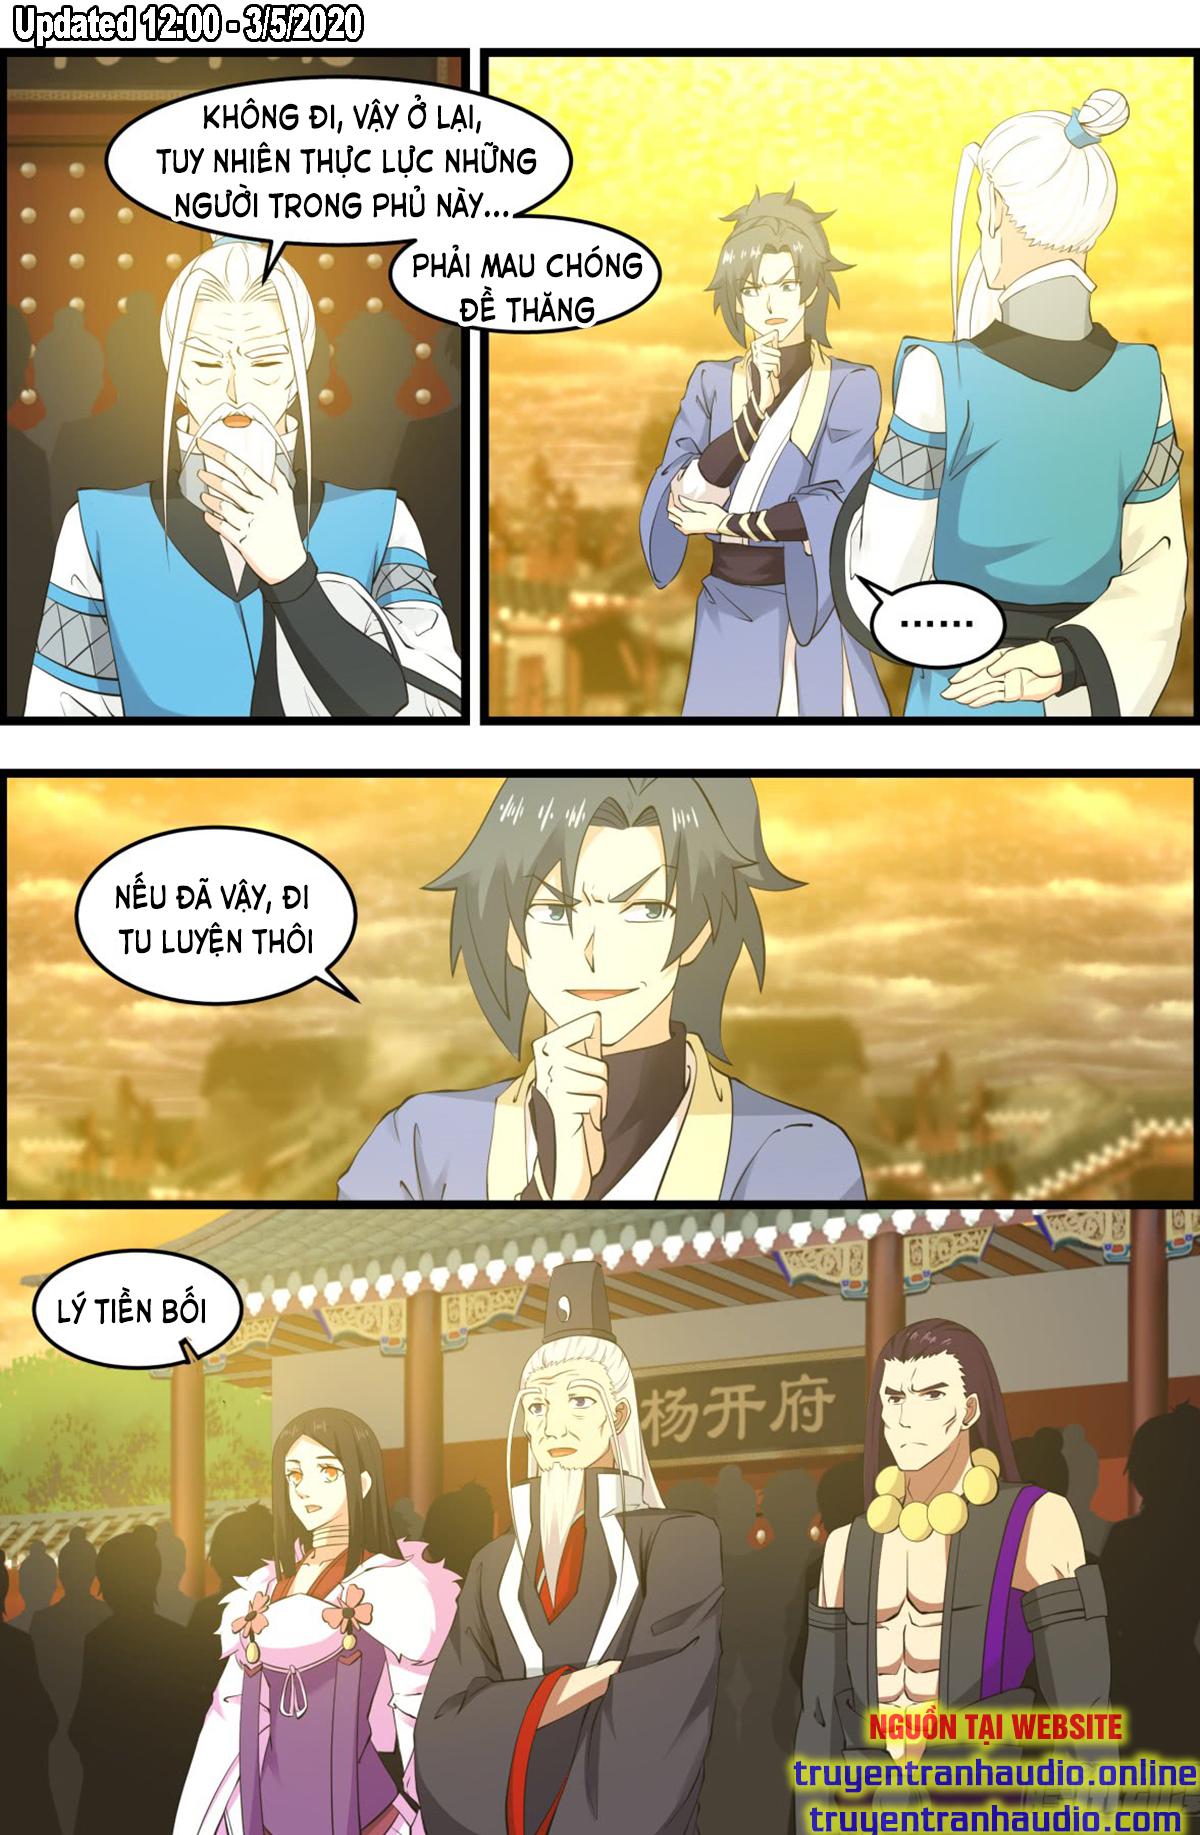 Updated 12:00 - 3/5/2020
KHÔNG ĐI, VẬY Ở LẠI,
TUY NHIÊN THỰC LỰC NHỮNG
NGƯỜI TRONG PHỦ NÀY...
PHẢI MAU CHÓNG
ĐỀ THĂNG
......
NẾU ĐÃ VẬY, ĐI
TU LUYỆN THÔI
LÝ TIỀN BỐI
杨开府
NGUỒN TẠI WEBSITE
truyentranhaudio.online
truyentranhaudio.com